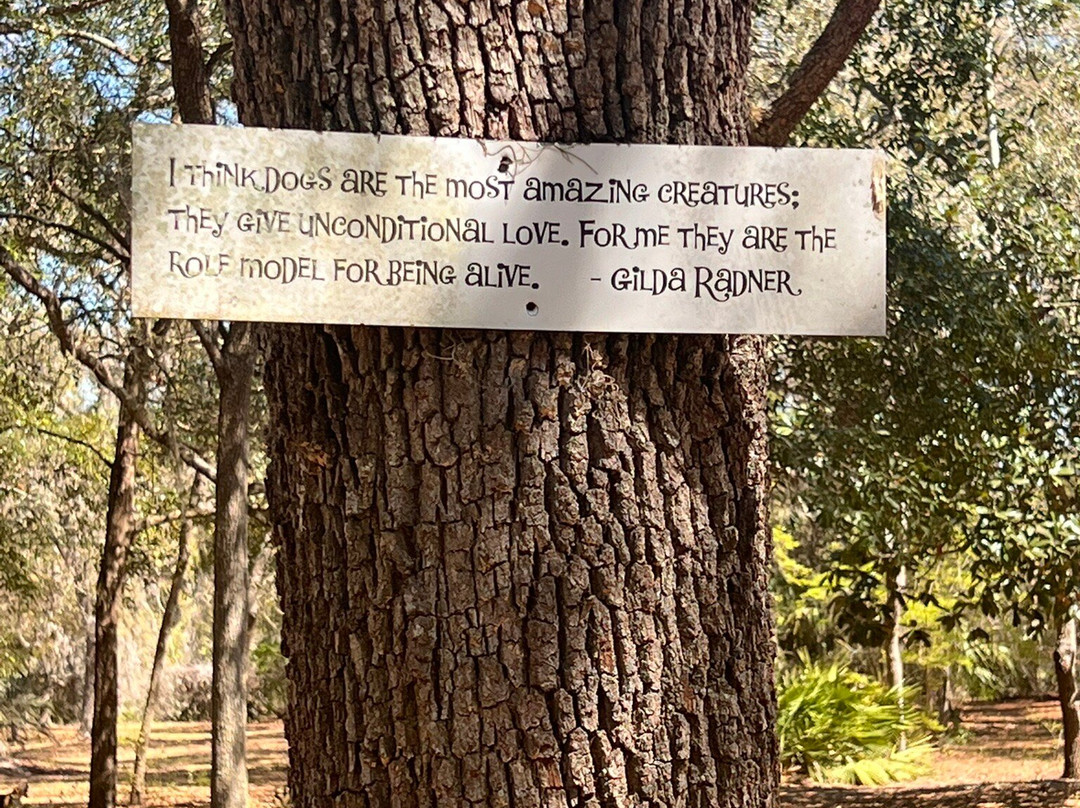 I THINK DOGS ARE THE MOST AMAZING CREATURES;
THEY GIVE UNCONDITIONAL LOVE. FOR ME THEY ARE THE
ROLE MODEL FOR BEING ALIVE. - GILDA RADNER